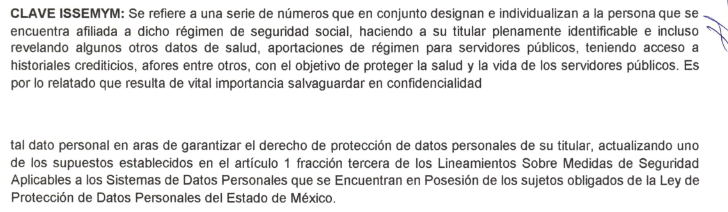 CLAVE ISSEMYM: Se refiere a una serie de números que en conjunto designan e individualizan a la persona que se
encuentra afiliada a dicho régimen de seguridad social, haciendo a su titular plenamente identificable e incluso
revelando algunos otros datos de salud, aportaciones de régimen para servidores públicos, teniendo acceso a
historiales crediticios, afores entre otros, con el objetivo de proteger la salud y la vida de los servidores públicos. Es
por lo relatado que resulta de vital importancia salvaguardar en confidencialidad
tal dato personal en aras de garantizar el derecho de protección de datos personales de su titular, actualizando uno
de los supuestos establecidos en el artículo 1 fracción tercera de los Lineamientos Sobre Medidas de Seguridad
Aplicables a los Sistemas de Datos Personales que se Encuentran en Posesión de los sujetos obligados de la Ley de
Protección de Datos Personales del Estado de México.